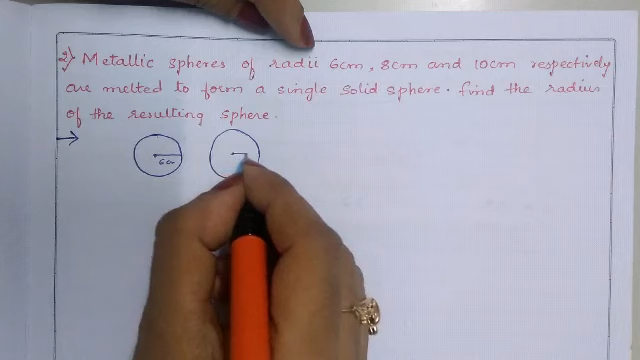 2) Metallic spheres of radii 6cm, 8cm and 10cm respectively
are melted to form a single solid sphere. find the radius
of the resulting sphere.
6cm